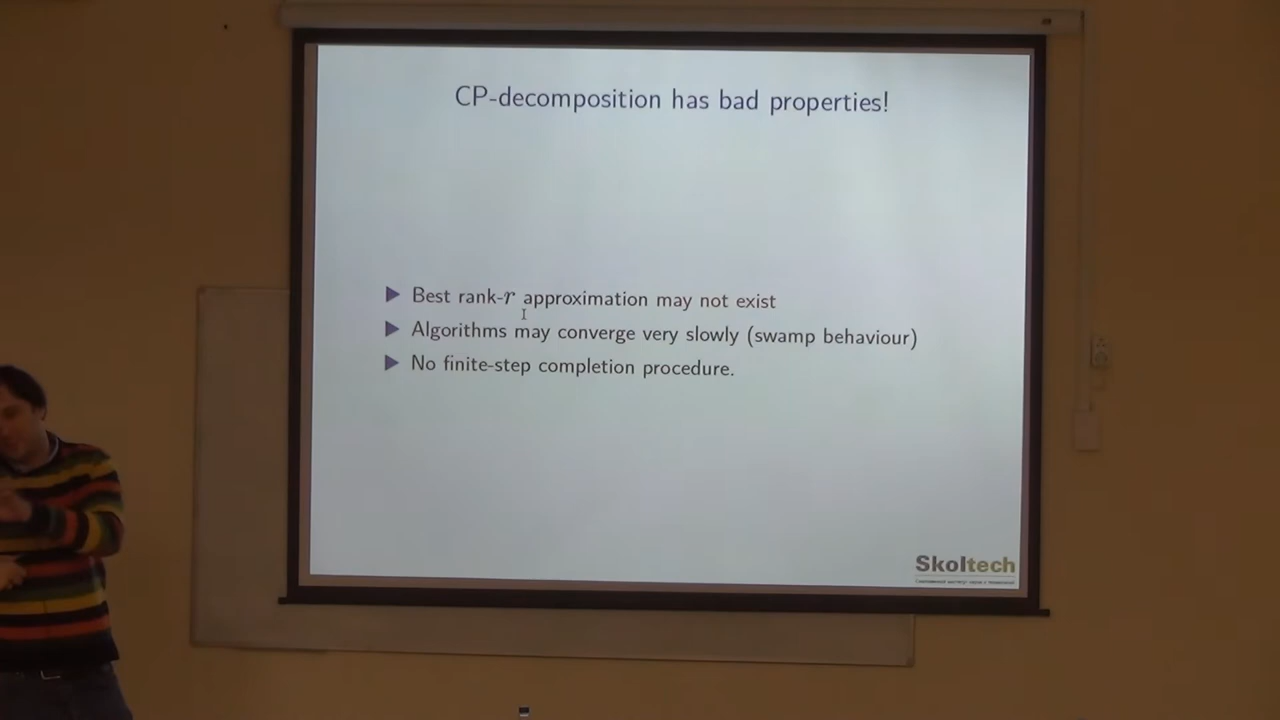 CP-decomposition has bad properties!
Best rank-r approximation may not exist
Algorithms may converge very slowly (swamp behaviour)
No finite-step completion procedure.
Skoltech